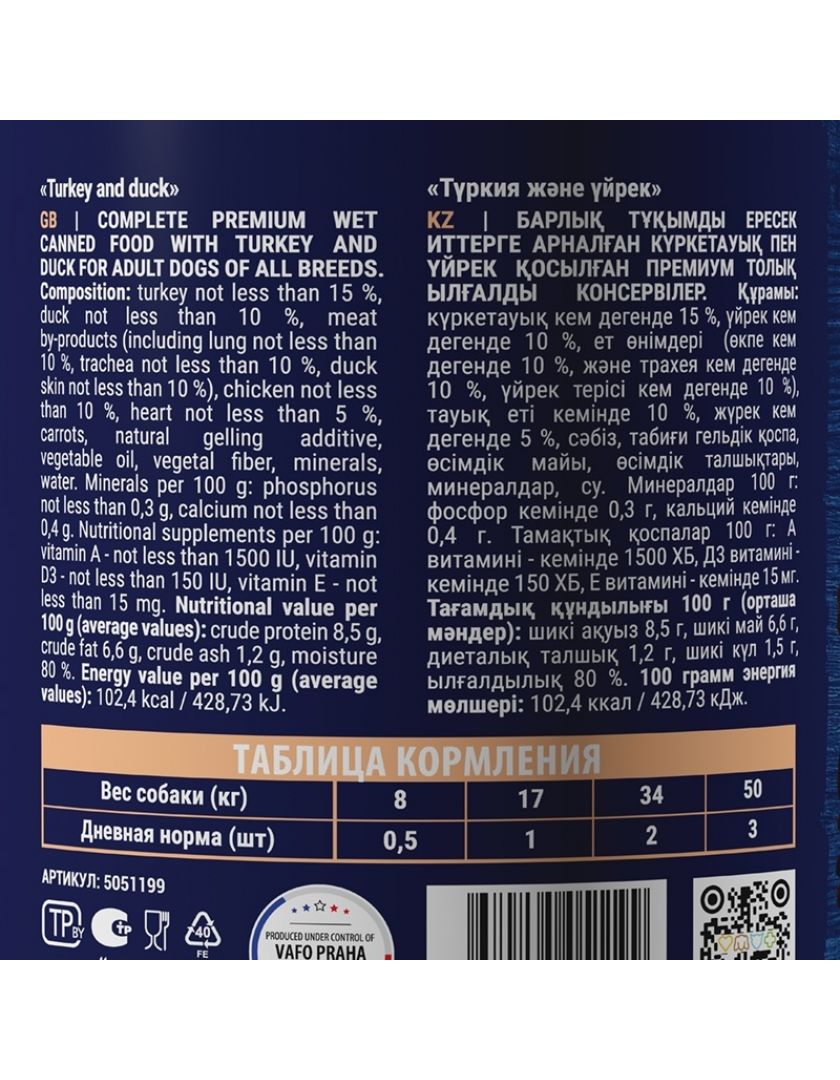 «Turkey and duck»
GB | COMPLETE PREMIUM WET
CANNED FOOD WITH TURKEY AND
DUCK FOR ADULT DOGS OF ALL BREEDS.
Composition: turkey not less than 15 %,
duck not less than 10 %, meat
by-products (including lung not less than
10 %, trachea not less than 10 %, duck
skin not less than 10 %), chicken not less
than 10 %, heart not less than 5 %,
carrots, natural gelling additive,
vegetable oil, vegetal fiber, minerals,
water. Minerals per 100 g: phosphorus
not less than 0,3 g, calcium not less than
0,4 g. Nutritional supplements per 100 g:
vitamin A - not less than 1500 IU, vitamin
D3 - not less than 150 IU, vitamin E - not
less than 15 mg. Nutritional value per
100 g (average values): crude protein 8,5 g,
crude fat 6,6 g, crude ash 1,2 g, moisture
80 %. Energy value per 100 g (average
values): 102,4 kcal / 428,73 kJ.
«Түркия және үйрек»
KZ | БАРЛЫҚ ТҰҚЫМДЫ ЕРЕСЕК
ИТТЕРГЕ АРНАЛҒАН КҮРКЕТАУЫҚ ПЕН
ҮЙРЕК ҚОСЫЛҒАН ПРЕМИУМ ТОЛЫҚ
ЫЛҒАЛДЫ КОНСЕРВІЛЕР. Құрамы:
күркетауық кем дегенде 15 %, үйрек кем
дегенде 10 %, ет өнімдері (өкпе кем
дегенде 10 %, және трахея кем дегенде
10 %, үйрек терісі кем дегенде 10 %),
тауық еті кемінде 10 %, жүрек кем
дегенде 5 %, сәбіз, табиғи гельдік қоспа,
өсімдік майы, өсімдік талшықтары,
минералдар, су. Минералдар 100 г:
фосфор кемінде 0,3 г, кальций кемінде
0,4 г. Тамақтық қоспалар 100 г: А
витамині - кемінде 1500 ХБ, Д3 витамині -
кемінде 150 ХБ, Е витамині - кемінде 15 мг.
Тағамдық құндылығы 100 г (орташа
мәндер): шикі ақуыз 8,5 г, шикі май 6,6 г,
диеталық талшық 1,2 г, шикі күл 1,5 г,
ылғалдылық 80 %. 100 грамм энергия
мөлшері: 102,4 ккал / 428,73 кДж.
ТАБЛИЦА КОРМЛЕНИЯ
Вес собаки (кг) 8 17 34 50
Дневная норма (шт) 0,5 1 2 3
АРТИКУЛ: 5051199
TP BY
TP
40
FE
PRODUCED UNDER CONTROL OF
VAFO PRAHA